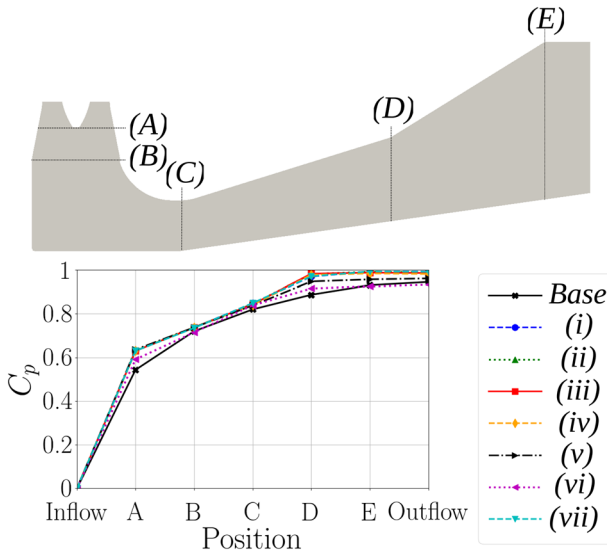 (E)
(D)
(A)
(B)
(C)
1
0.8
0.6
0.4
0.2
0
C_p
Inflow A B C D E Outflow
Position
Base
(i)
(ii)
(iii)
(iv)
(v)
(vi)
(vii)